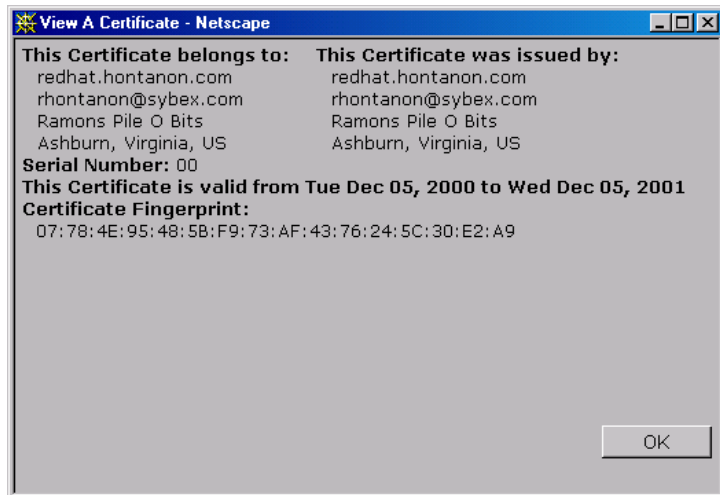 View A Certificate - Netscape
This Certificate belongs to: This Certificate was issued by:
redhat.hontanon.com redhat.hontanon.com
rhontanon@sybex.com rhontanon@sybex.com
Ramons Pile O Bits Ramons Pile O Bits
Ashburn, Virginia, US Ashburn, Virginia, US
Serial Number: 00
This Certificate is valid from Tue Dec 05, 2000 to Wed Dec 05, 2001
Certificate Fingerprint:
07:78:4E:95:48:5B:F9:73:AF:43:76:24:5C:30:E2:A9
OK